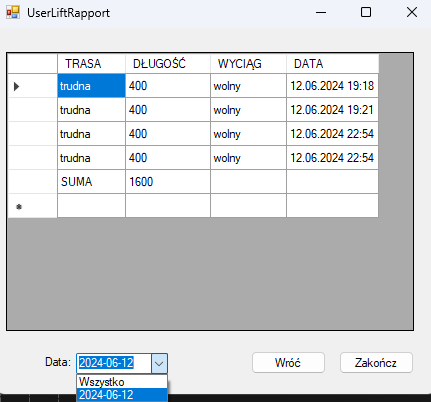 UserLiftRapport
TRASA DŁUGOŚĆ WYCIĄG DATA
trudna 400 wolny 12.06.2024 19:18
trudna 400 wolny 12.06.2024 19:21
trudna 400 wolny 12.06.2024 22:54
trudna 400 wolny 12.06.2024 22:54
SUMA 1600
Data: 2024-06-12 Wróć Zakończ
Wszystko
2024-06-12